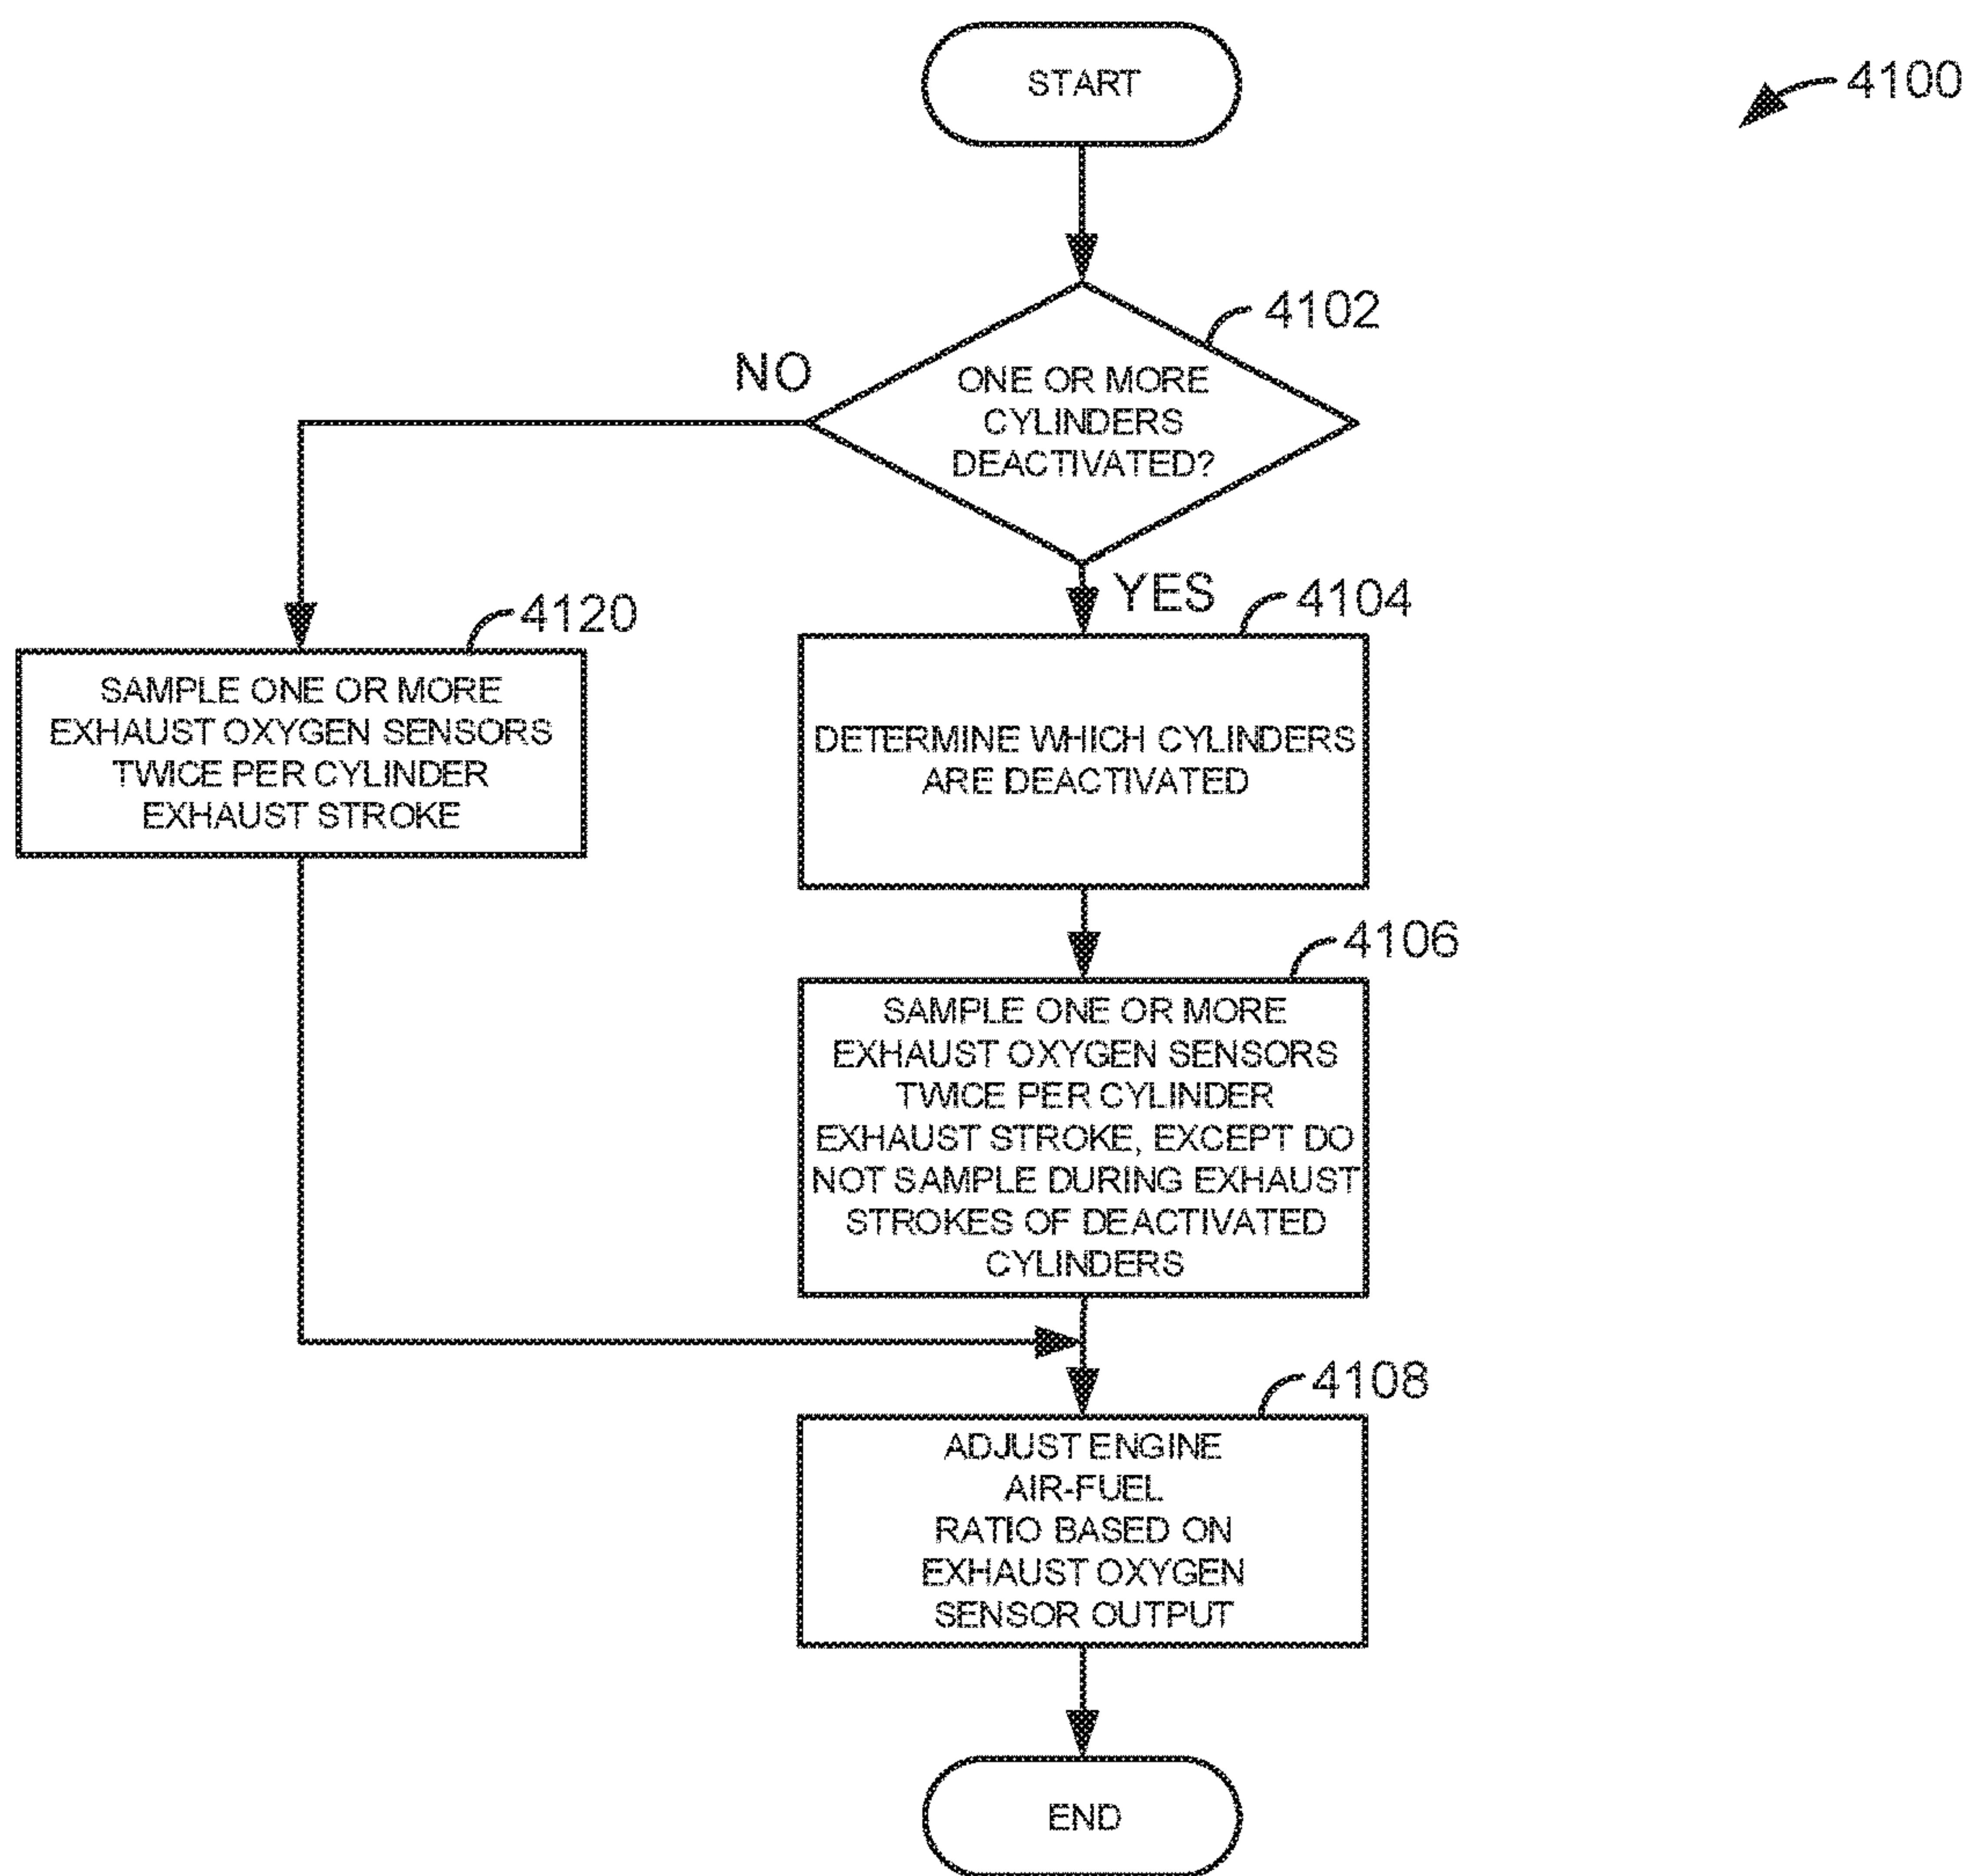 START
4100
4102
ONE OR MORE
CYLINDERS
DEACTIVATED?
NO
YES
4120
SAMPLE ONE OR MORE
EXHAUST OXYGEN SENSORS
TWICE PER CYLINDER
EXHAUST STROKE
4104
DETERMINE WHICH CYLINDERS
ARE DEACTIVATED
4106
SAMPLE ONE OR MORE
EXHAUST OXYGEN SENSORS
TWICE PER CYLINDER
EXHAUST STROKE, EXCEPT DO
NOT SAMPLE DURING EXHAUST
STROKES OF DEACTIVATED
CYLINDERS
4108
ADJUST ENGINE
AIR-FUEL
RATIO BASED ON
EXHAUST OXYGEN
SENSOR OUTPUT
END